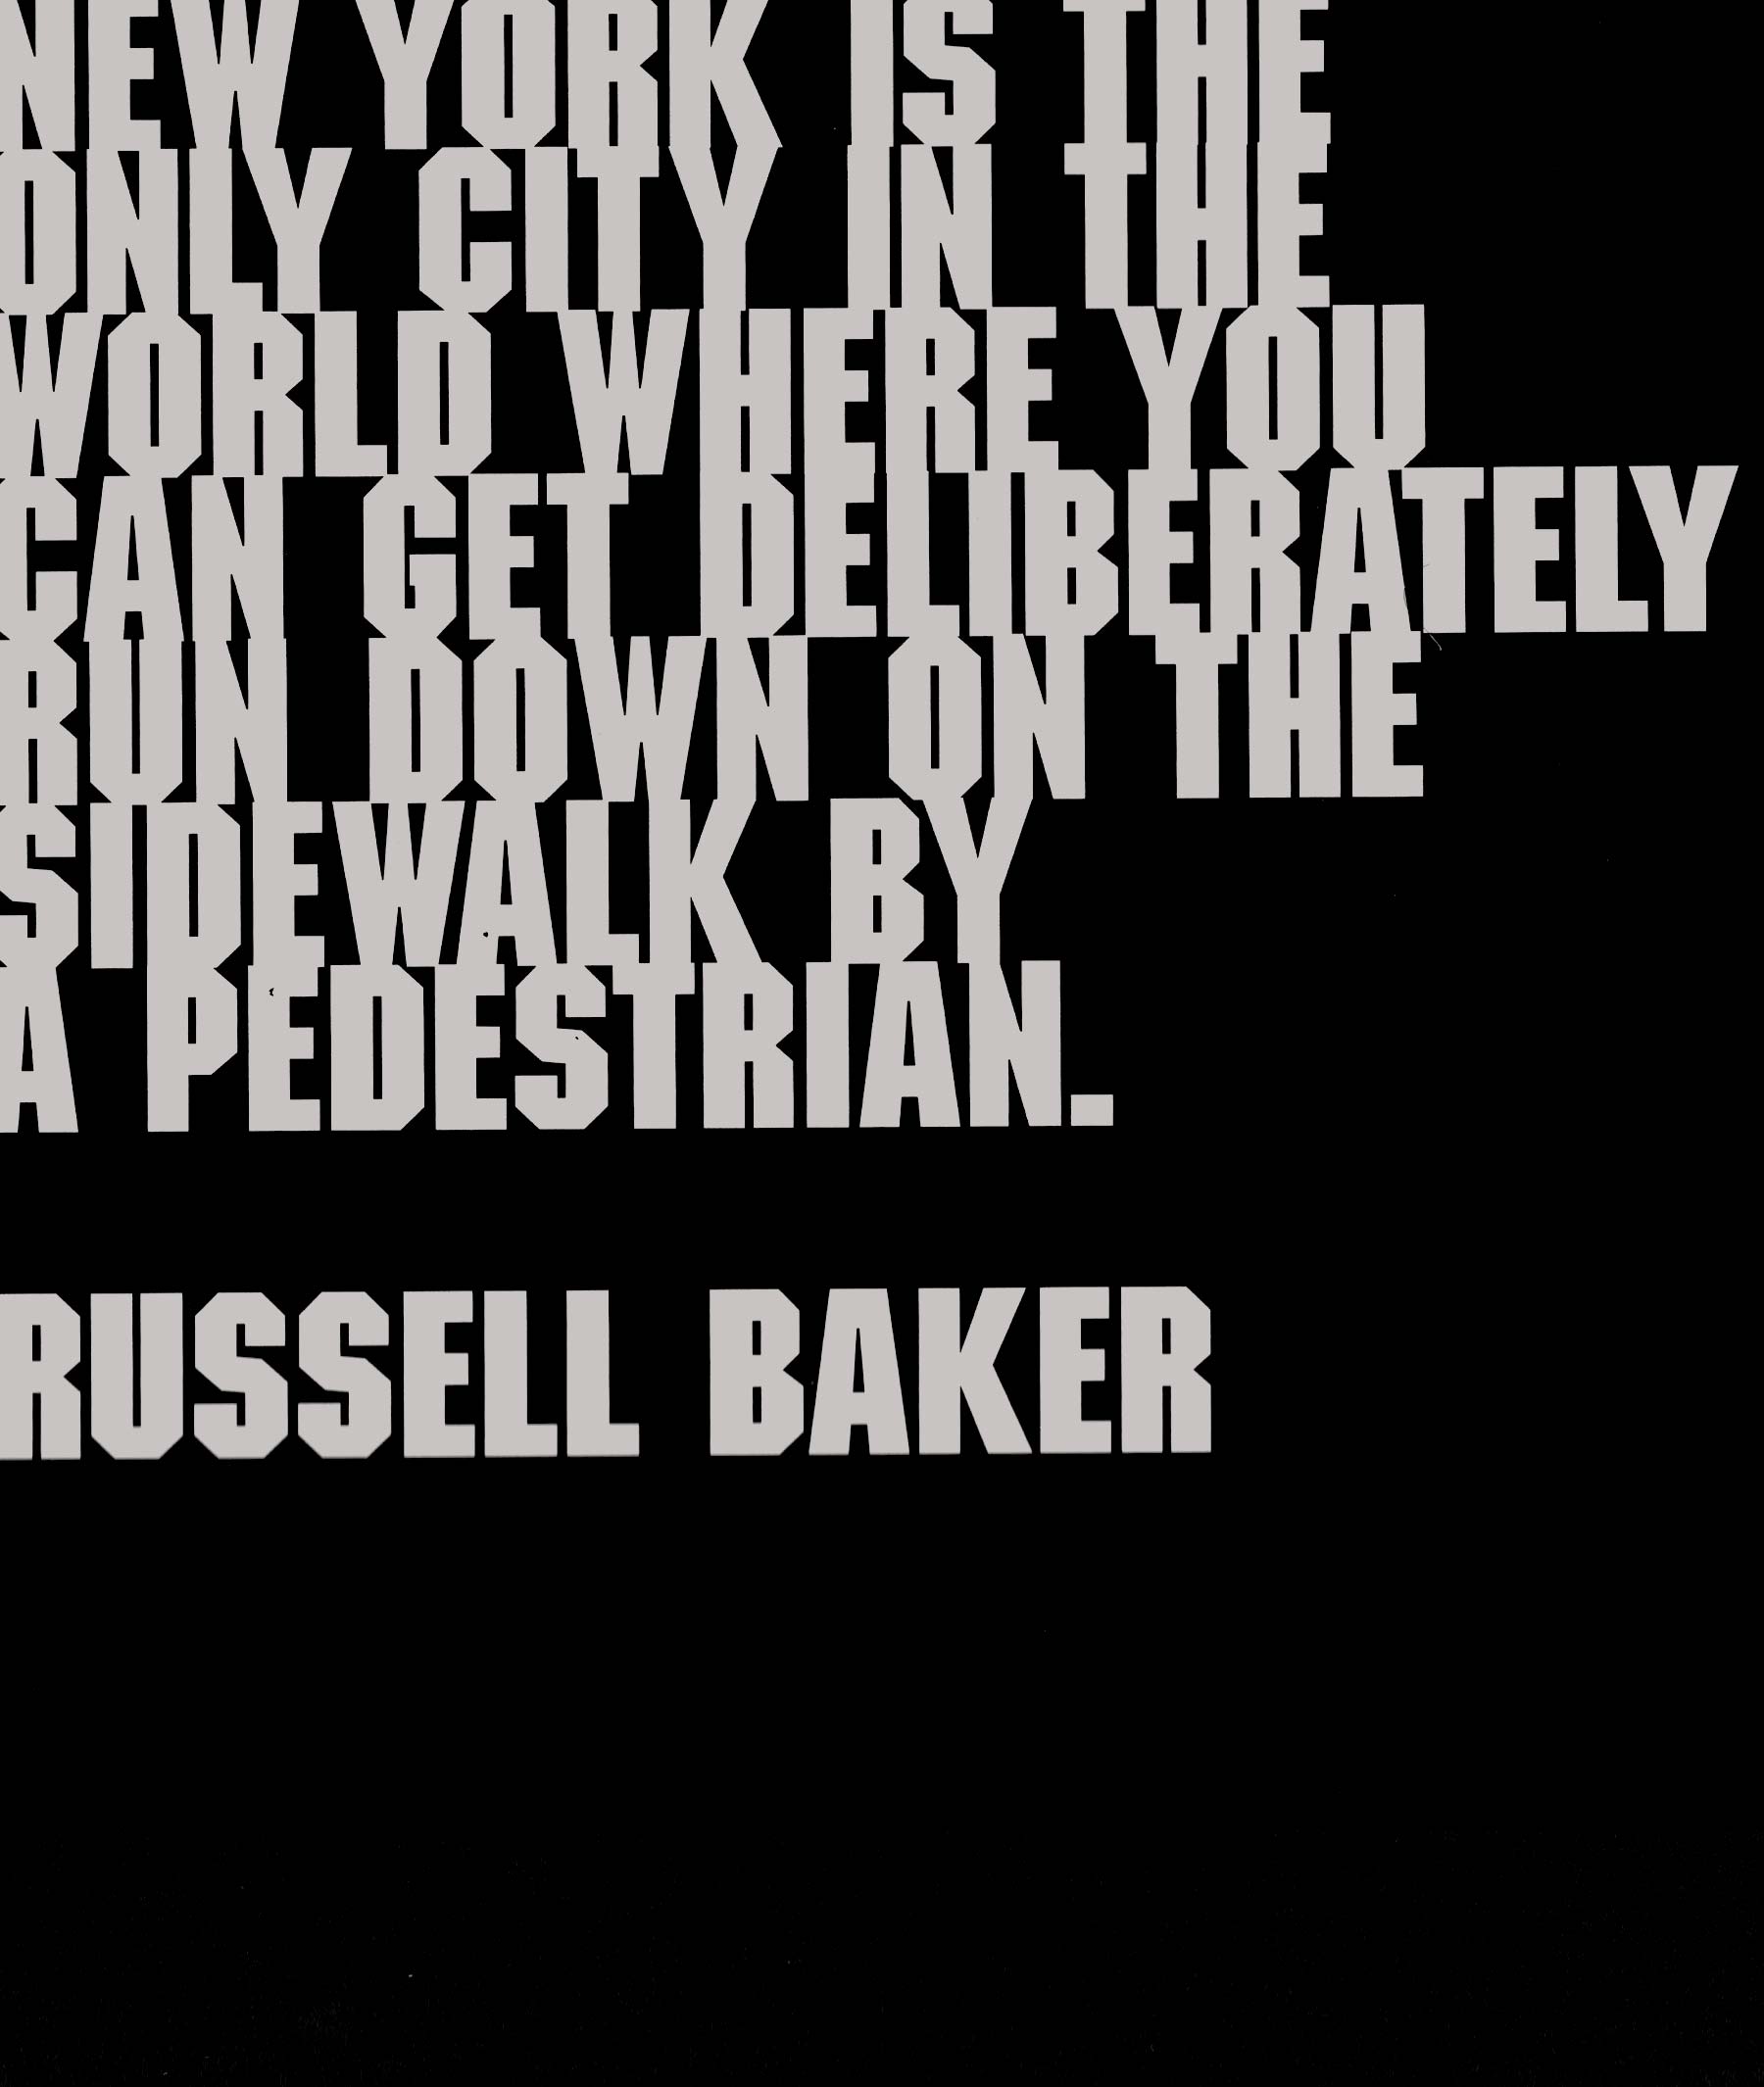 NEW YORK IS THE
ONLY CITY IN THE
WORLD WHERE YOU
CAN GET DELIBERATELY
RUN DOWN ON THE
SIDEWALK BY
A PEDESTRIAN.
RUSSELL BAKER